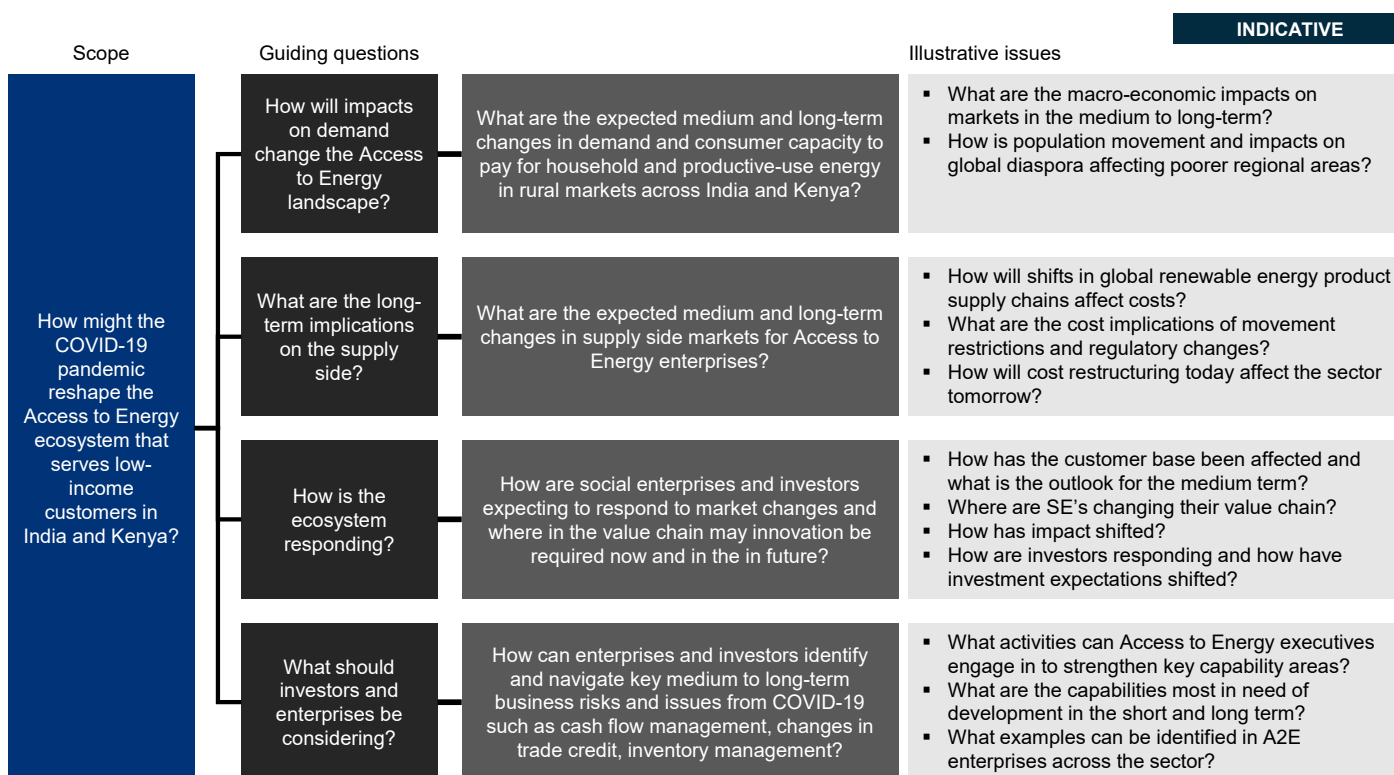 INDICATIVE
Scope
Guiding questions
Illustrative issues
How might the
COVID-19
pandemic
reshape the
Access to Energy
ecosystem that
serves low-
income
customers in
India and Kenya?
How will impacts
on demand
change the Access
to Energy
landscape?
What are the expected medium and long-term
changes in demand and consumer capacity to
pay for household and productive-use energy
in rural markets across India and Kenya?
▪ What are the macro-economic impacts on
markets in the medium to long-term?
▪ How is population movement and impacts on
global diaspora affecting poorer regional areas?
What are the long-
term implications
on the supply
side?
What are the expected medium and long-term
changes in supply side markets for Access to
Energy enterprises?
▪ How will shifts in global renewable energy product
supply chains affect costs?
▪ What are the cost implications of movement
restrictions and regulatory changes?
▪ How will cost restructuring today affect the sector
tomorrow?
How is the
ecosystem
responding?
How are social enterprises and investors
expecting to respond to market changes and
where in the value chain may innovation be
required now and in the in future?
▪ How has the customer base been affected and
what is the outlook for the medium term?
▪ Where are SE's changing their value chain?
▪ How has impact shifted?
▪ How are investors responding and how have
investment expectations shifted?
What should
investors and
enterprises be
considering?
How can enterprises and investors identify
and navigate key medium to long-term
business risks and issues from COVID-19
such as cash flow management, changes in
trade credit, inventory management?
▪ What activities can Access to Energy executives
engage in to strengthen key capability areas?
▪ What are the capabilities most in need of
development in the short and long term?
▪ What examples can be identified in A2E
enterprises across the sector?